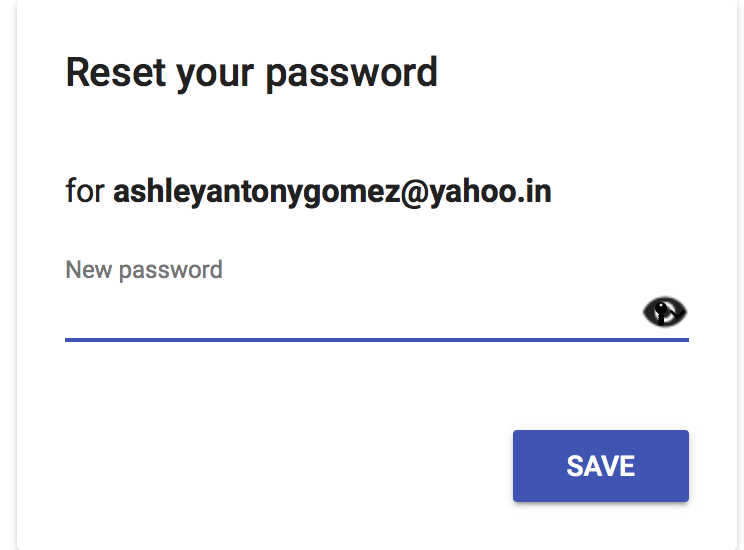 Reset your password
for ashleyantonygomez@yahoo.in
New password
SAVE